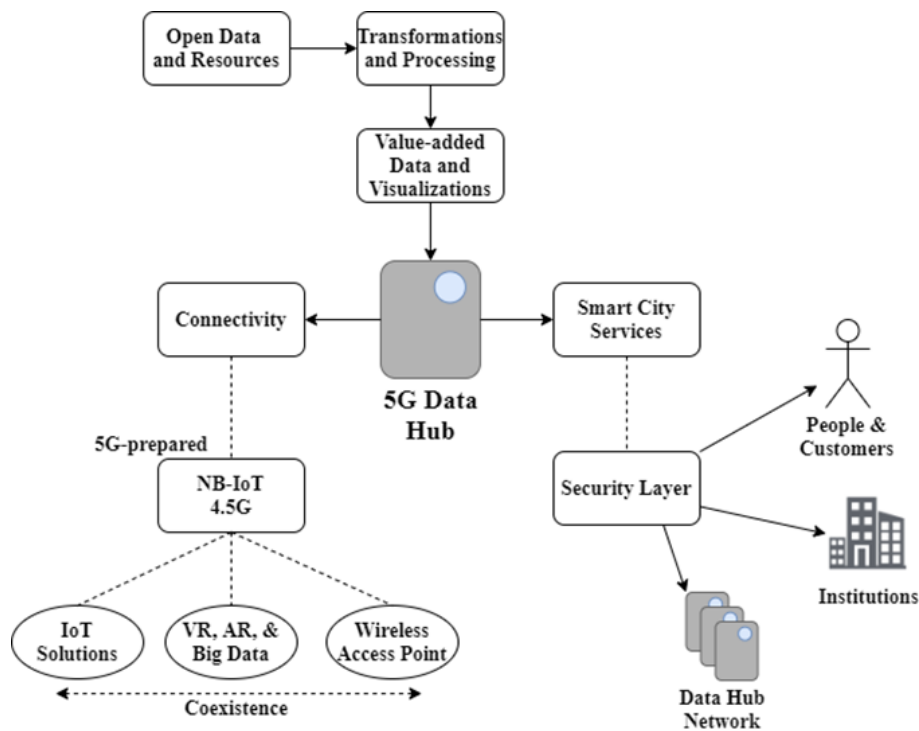 Open Data
and Resources
Transformations
and Processing
Value-added
Data and
Visualizations
Connectivity
Smart City
Services
5G Data
Hub
People &
Customers
5G-prepared
NB-IoT
4.5G
Security Layer
Institutions
IoT
Solutions
VR, AR, &
Big Data
Wireless
Access Point
Coexistence
Data Hub
Network